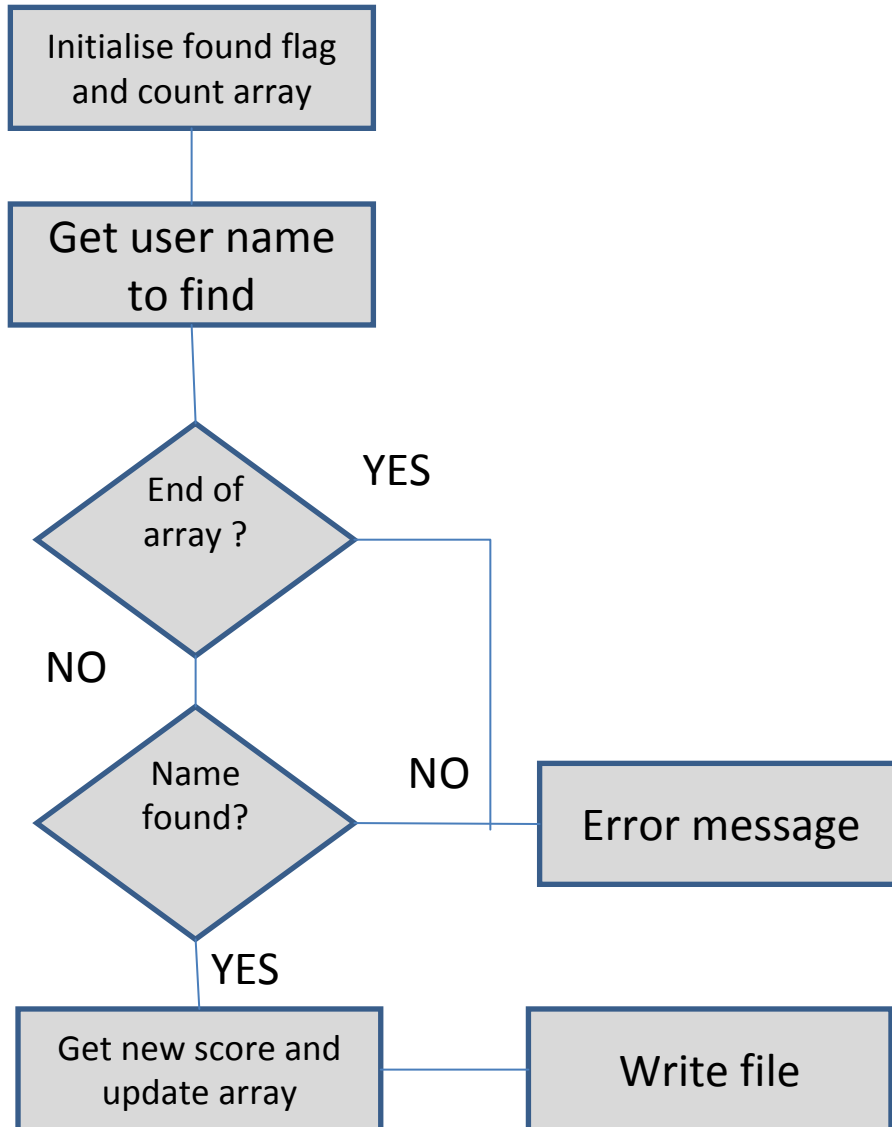 Initialise found flag
and count array
Get user name
to find
End of
array ?
YES
NO
Name
found?
NO
Error message
YES
Get new score and
update array
Write file